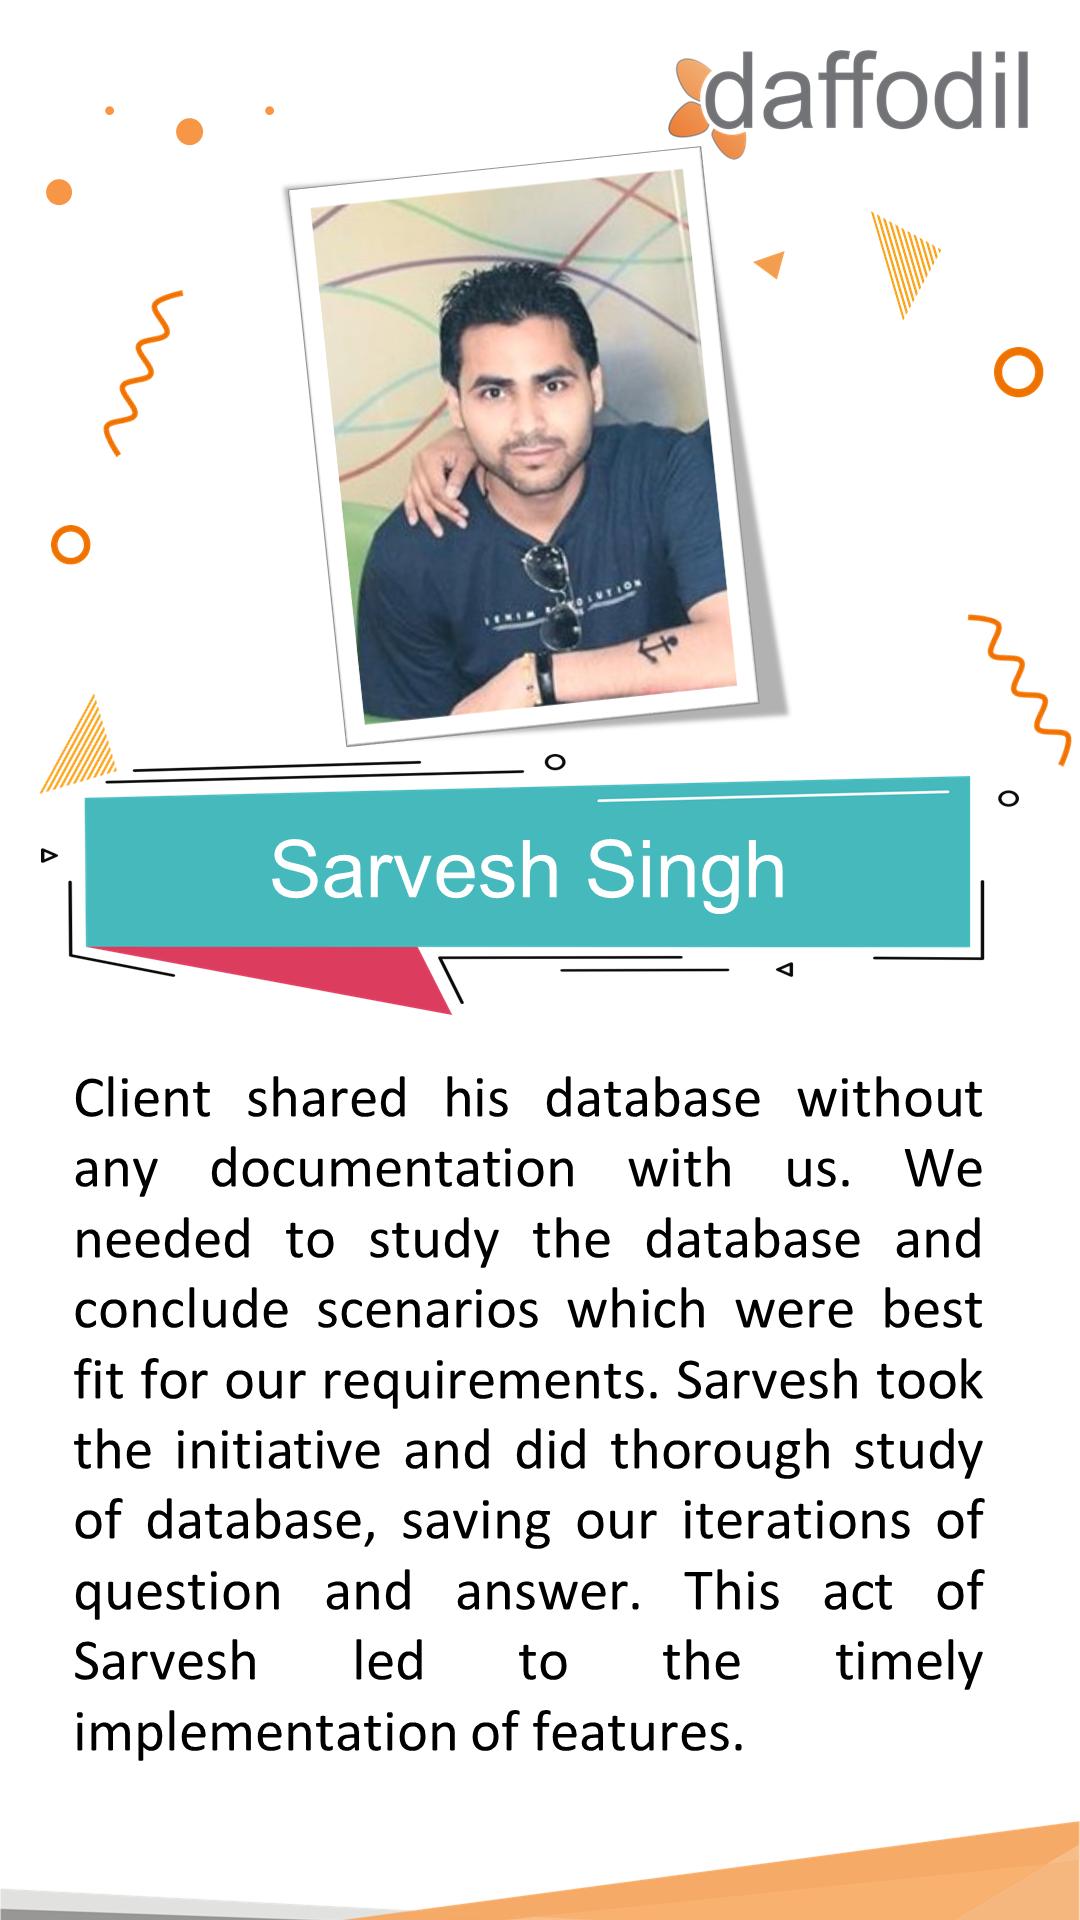 daffodil
Sarvesh Singh
Client shared his database without
any documentation with us. We
needed to study the database and
conclude scenarios which were best
fit for our requirements. Sarvesh took
the initiative and did thorough study
of database, saving our iterations of
question and answer. This act of
Sarvesh led to the timely
implementation of features.